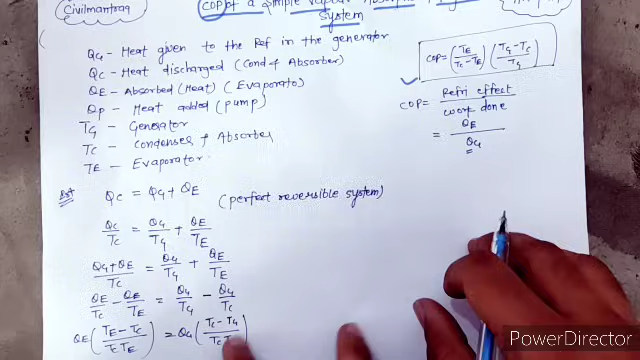 Civilmantraa
COP of a Simple Vapour
System
QG - Heat given to the Ref in the generator
QC - Heat discharged (Cond & Absorber)
QE - Absorbed (Heat) (Evaporato)
QP - Heat added (pump)
TG - Generator
TC - Condenser & Absorber
TE - Evaporator
COP = (TE/TC-TE) (TG-TC/TG)
COP = Refri effect/work done
= QE/QG
QC = QG + QE (perfect reversible system)
QC/TC = QG/TG + QE/TE
QG+QE/TC = QG/TG + QE/TE
QE/TC - QE/TE = QG/TG - QG/TC
QE(TE-TC/TCTE) = QG(TC-TG/
PowerDirector